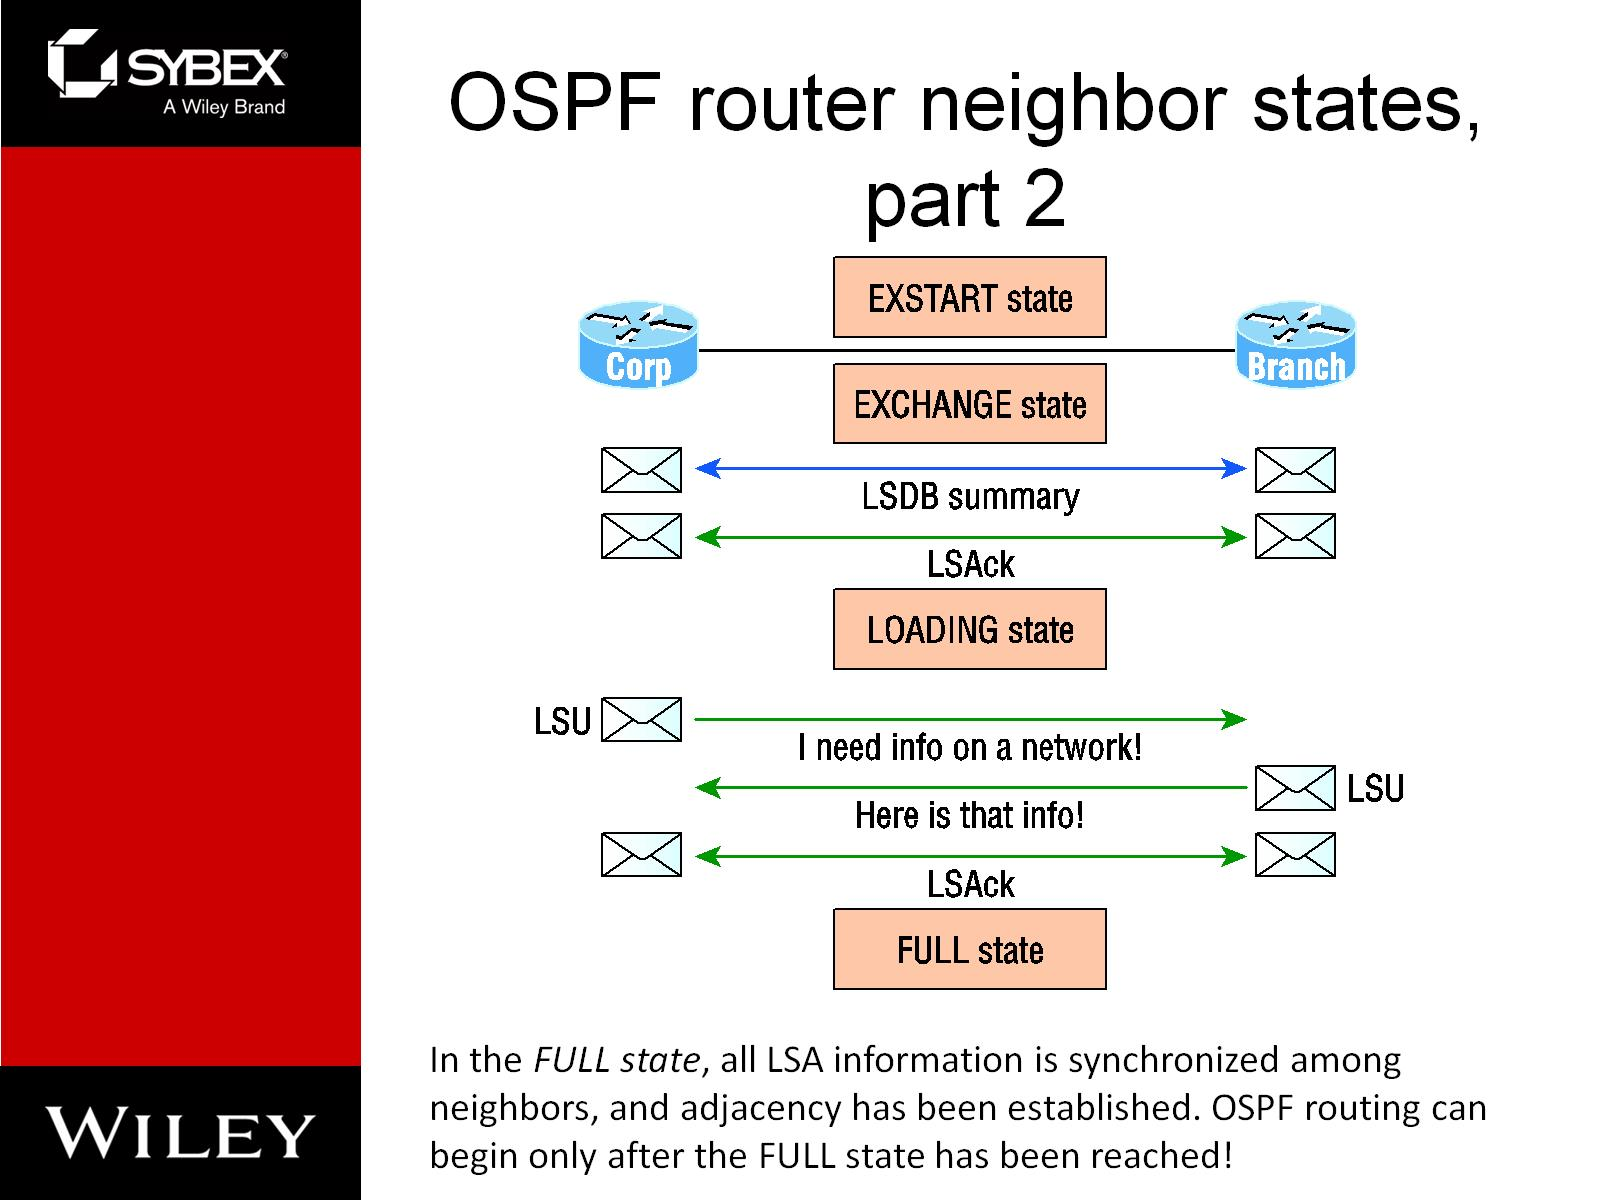 SYBEX®
A Wiley Brand
OSPF router neighbor states,
part 2
EXSTART state
Corp
Branch
EXCHANGE state
LSDB summary
LSAck
LOADING state
LSU
I need info on a network!
LSU
Here is that info!
LSAck
FULL state
In the FULL state, all LSA information is synchronized among
neighbors, and adjacency has been established. OSPF routing can
begin only after the FULL state has been reached!
WILEY